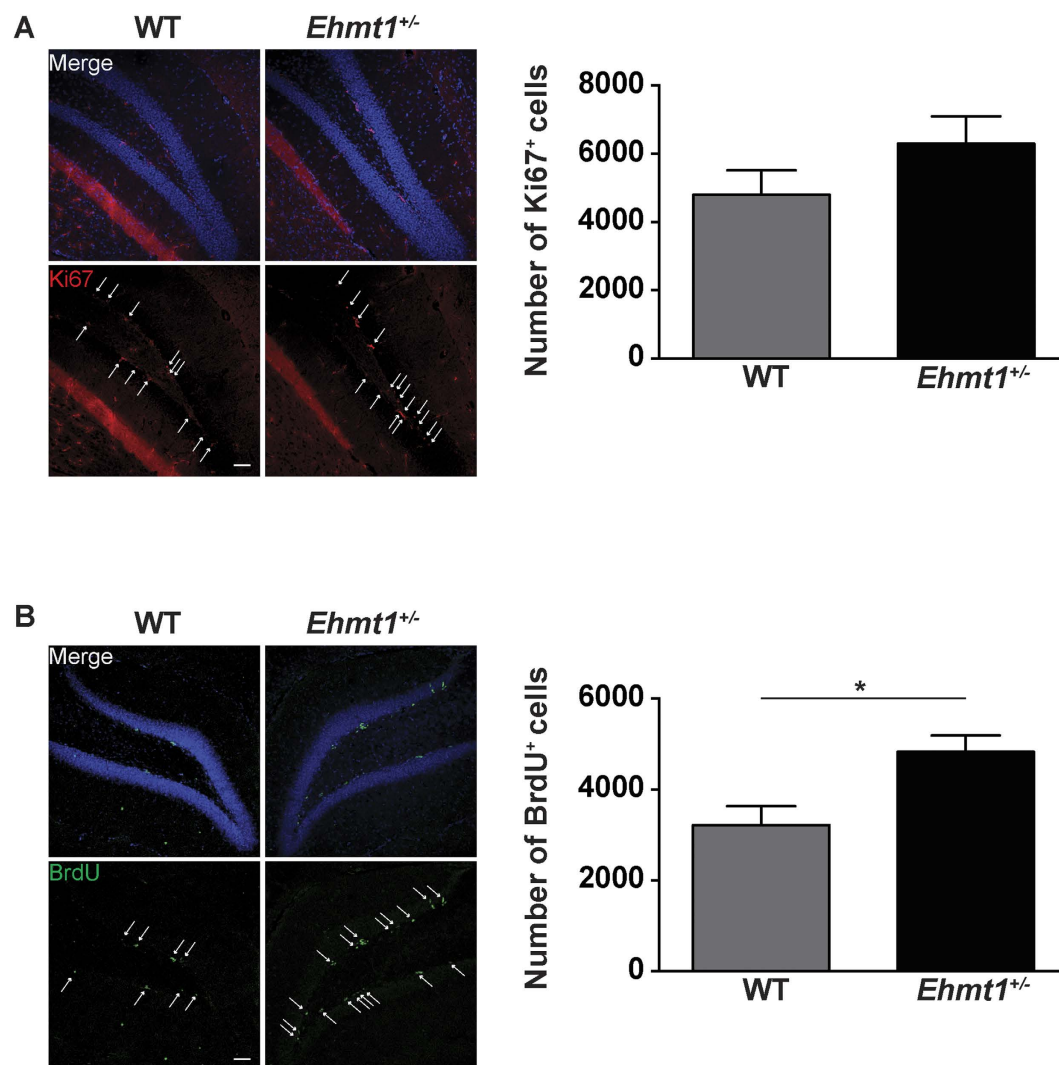 A
WT
Ehmt1+/-
Merge
Ki67
Number of Ki67+ cells
8000
6000
4000
2000
0
WT
Ehmt1+/-
B
WT
Ehmt1+/-
Merge
BrdU
Number of BrdU+ cells
6000
4000
2000
0
*
WT
Ehmt1+/-